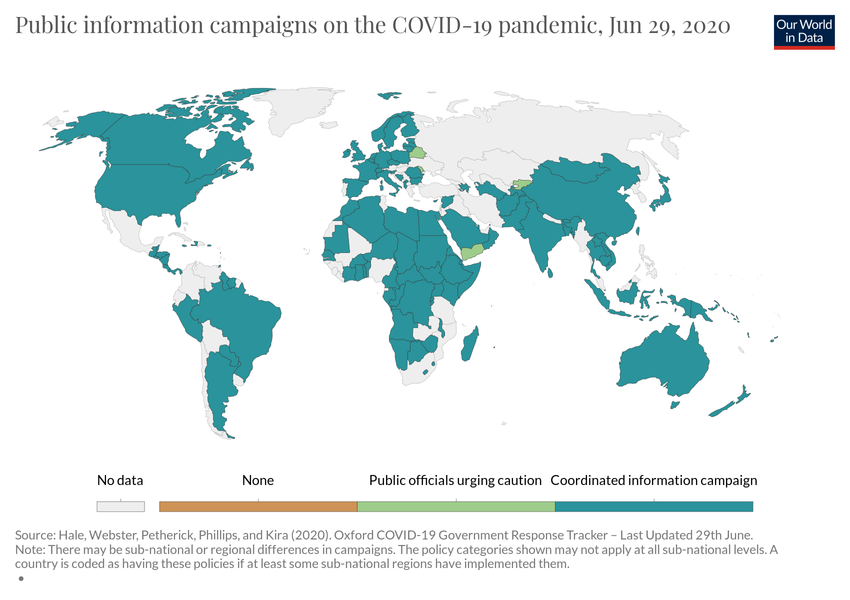 Public information campaigns on the COVID-19 pandemic, Jun 29, 2020
Our World
in Data
No data
None
Public officials urging caution
Coordinated information campaign
Source: Hale, Webster, Petherick, Phillips, and Kira (2020). Oxford COVID-19 Government Response Tracker – Last Updated 29th June.
Note: There may be sub-national or regional differences in campaigns. The policy categories shown may not apply at all sub-national levels. A
country is coded as having these policies if at least some sub-national regions have implemented them.
•